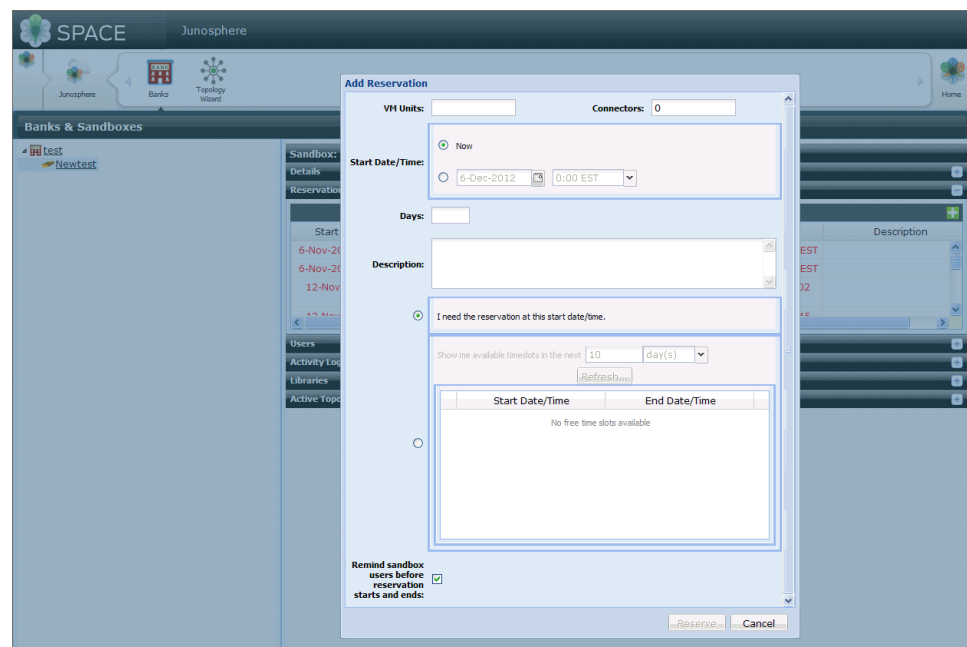 SPACE
Junosphere
Junosphere
BANK
Banks
Topology Wizard
Home
Banks & Sandboxes
test
Newtest
Sandbox:
Details
Reservation
Start
Description
6-Nov-20
EST
6-Nov-20
EST
12-Nov
02
Users
Activity Log
Libraries
Active Topo
Add Reservation
VM Units:
Connectors: 0
Start Date/Time:
Now
6-Dec-2012 0:00 EST
Days:
Description:
I need the reservation at this start date/time.
Show me available timeslots in the next 10 day(s)
Refresh...
Start Date/Time End Date/Time
No free time slots available
Remind sandbox
users before
reservation
starts and ends:
Reserve... Cancel